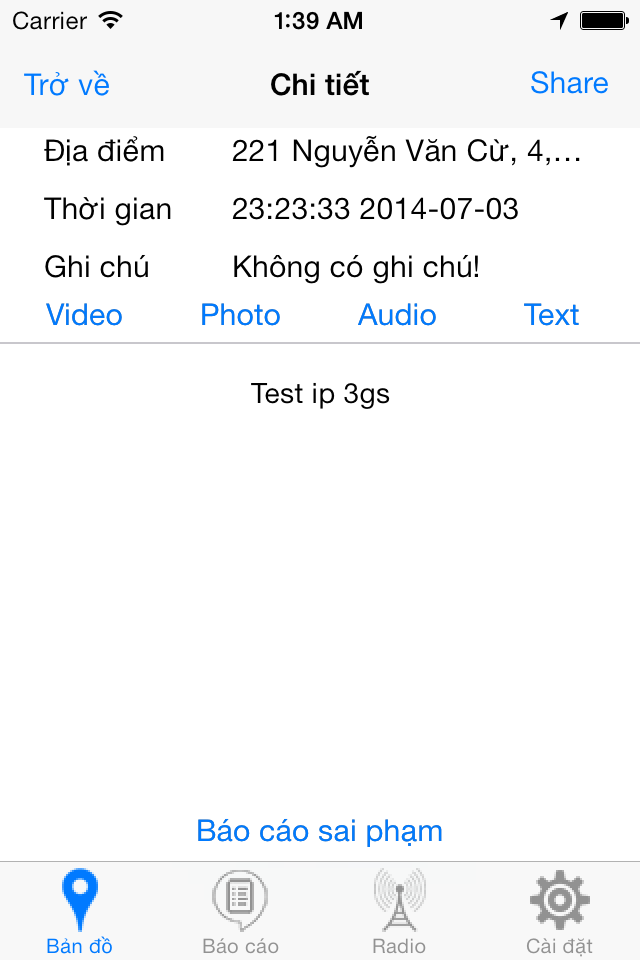 Carrier 1:39 AM
Trở về Chi tiết Share
Địa điểm 221 Nguyễn Văn Cừ, 4,...
Thời gian 23:23:33 2014-07-03
Ghi chú Không có ghi chú!
Video Photo Audio Text
Test ip 3gs
Báo cáo sai phạm
Bản đồ Báo cáo Radio Cài đặt